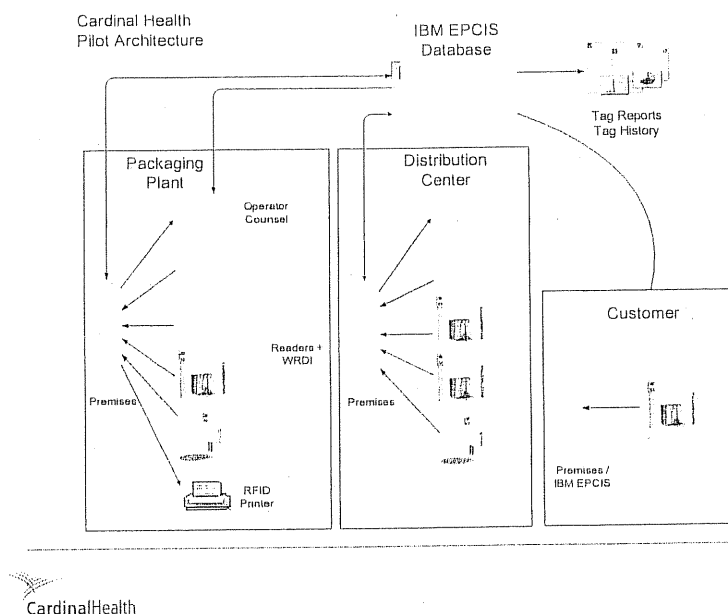 Cardinal Health
Pilot Architecture
IBM EPCIS
Database
Tag Reports
Tag History
Packaging
Plant
Distribution
Center
Operator
Counsel
Customer
Readers +
WRDI
Premises
Premises
Premises /
IBM EPCIS
RFID
Printer
CardinalHealth